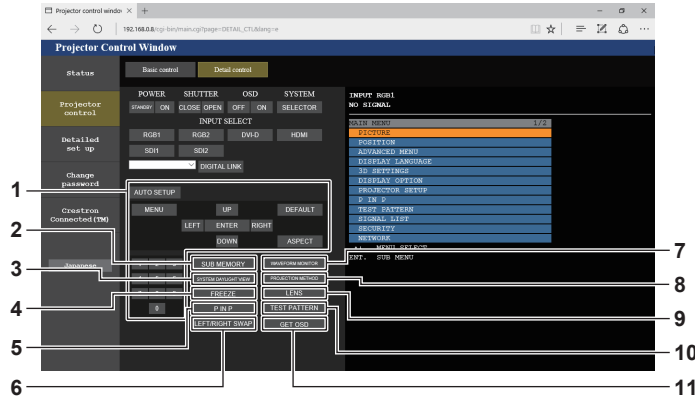 Projector control window
192.168.0.8/cgi-bin/main.cgi?page=DETAIL_CTL&lang=e
Projector Control Window
Status
Basic control
Detail control
Projector control
Detailed set up
Change password
Crestron Connected(TM)
Japanese
POWER SHUTTER OSD SYSTEM
STANDBY ON CLOSE OPEN OFF ON SELECTOR
INPUT SELECT
RGB1 RGB2 DVI-D HDMI
SDI1 SDI2
DIGITAL LINK
AUTO SETUP
MENU UP DEFAULT
LEFT ENTER RIGHT
DOWN ASPECT
SUB MEMORY WAVEFORM MONITOR
SYSTEM DAYLIGHT VIEW PROJECTION METHOD
FREEZE LENS
0 P IN P TEST PATTERN
LEFT/RIGHT SWAP GET OSD
INPUT RGB1
NO SIGNAL
MAIN MENU 1/2
PICTURE
POSITION
ADVANCED MENU
DISPLAY LANGUAGE
3D SETTINGS
DISPLAY OPTION
PROJECTOR SETUP
P IN P
TEST PATTERN
SIGNAL LIST
SECURITY
NETWORK
MENU SELECT
ENT. SUB MENU
1
2
3
4
5
6
7
8
9
10
11